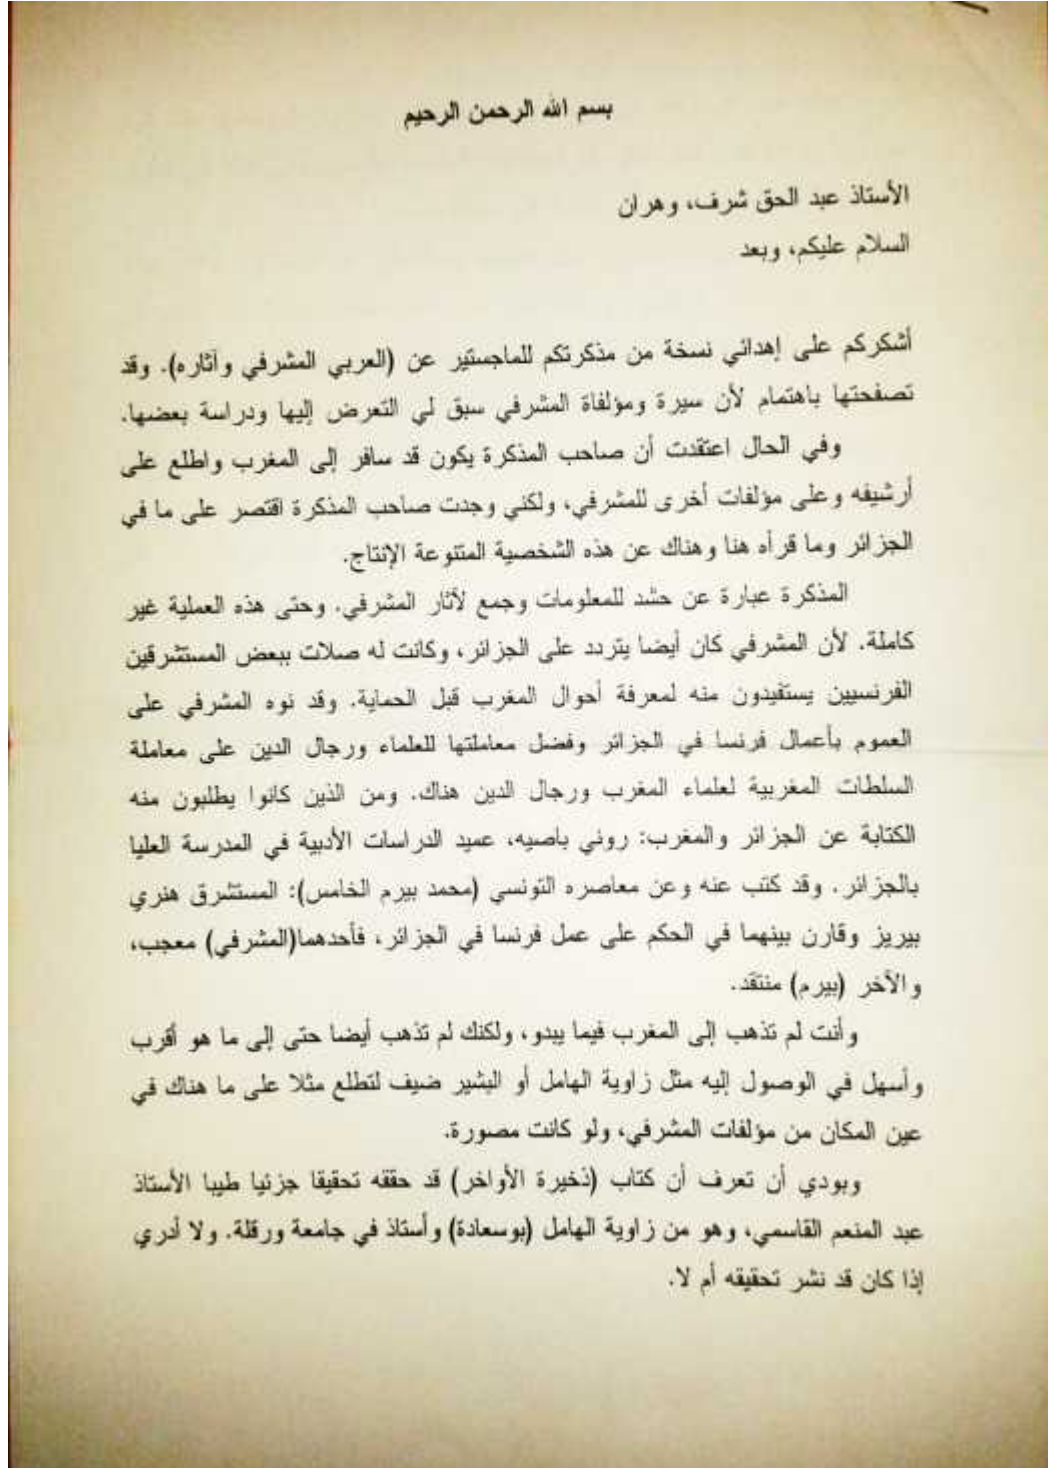 بسم الله الرحمن الرحيم
الأستاذ عبد الحق شرف، وهران
السلام عليكم، وبعد
أشكركم على إهدائي نسخة من مذكرتكم للماجستير عن (العربي المشرفي وآثاره). وقد
تصفحتها باهتمام لأن سيرة ومؤلفاة المشرفي سبق لي التعرض إليها ودراسة بعضها.
وفي الحال اعتقدت أن صاحب المذكرة يكون قد سافر إلى المغرب واطلع على
أرشيفه وعلى مؤلفات أخرى للمشرفي، ولكني وجدت صاحب المذكرة اقتصر على ما في
الجزائر وما قرأه هنا وهناك عن هذه الشخصية المتنوعة الإنتاج.
المذكرة عبارة عن حشد للمعلومات وجمع لآثار المشرفي. وحتى هذه العملية غير
كاملة. لأن المشرفي كان أيضا يتردد على الجزائر، وكانت له صلات ببعض المستشرقين
الفرنسيين يستفيدون منه لمعرفة أحوال المغرب قبل الحماية. وقد نوه المشرفي على
العموم بأعمال فرنسا في الجزائر وفضل معاملتها للعلماء ورجال الدين على معاملة
السلطات المغربية لعلماء المغرب ورجال الدين هناك. ومن الذين كانوا يطلبون منه
الكتابة عن الجزائر والمغرب: روني باصيه، عميد الدراسات الأدبية في المدرسة العليا
بالجزائر. وقد كتب عنه وعن معاصره التونسي (محمد بيرم الخامس): المستشرق هنري
بيريز وقارن بينهما في الحكم على عمل فرنسا في الجزائر، فأحدهما(المشرفي) معجب،
والآخر (بيرم) منتقد.
وأنت لم تذهب إلى المغرب فيما يبدو، ولكنك لم تذهب أيضا حتى إلى ما هو أقرب
وأسهل في الوصول إليه مثل زاوية الهامل أو البشير ضيف لتطلع مثلا على ما هناك في
عين المكان من مؤلفات المشرفي، ولو كانت مصورة.
وبودي أن تعرف أن كتاب (ذخيرة الأواخر) قد حققه تحقيقا جزئيا طيبا الأستاذ
عبد المنعم القاسمي، وهو من زاوية الهامل (بوسعادة) وأستاذ في جامعة ورقلة. ولا أدري
إذا كان قد نشر تحقيقه أم لا.